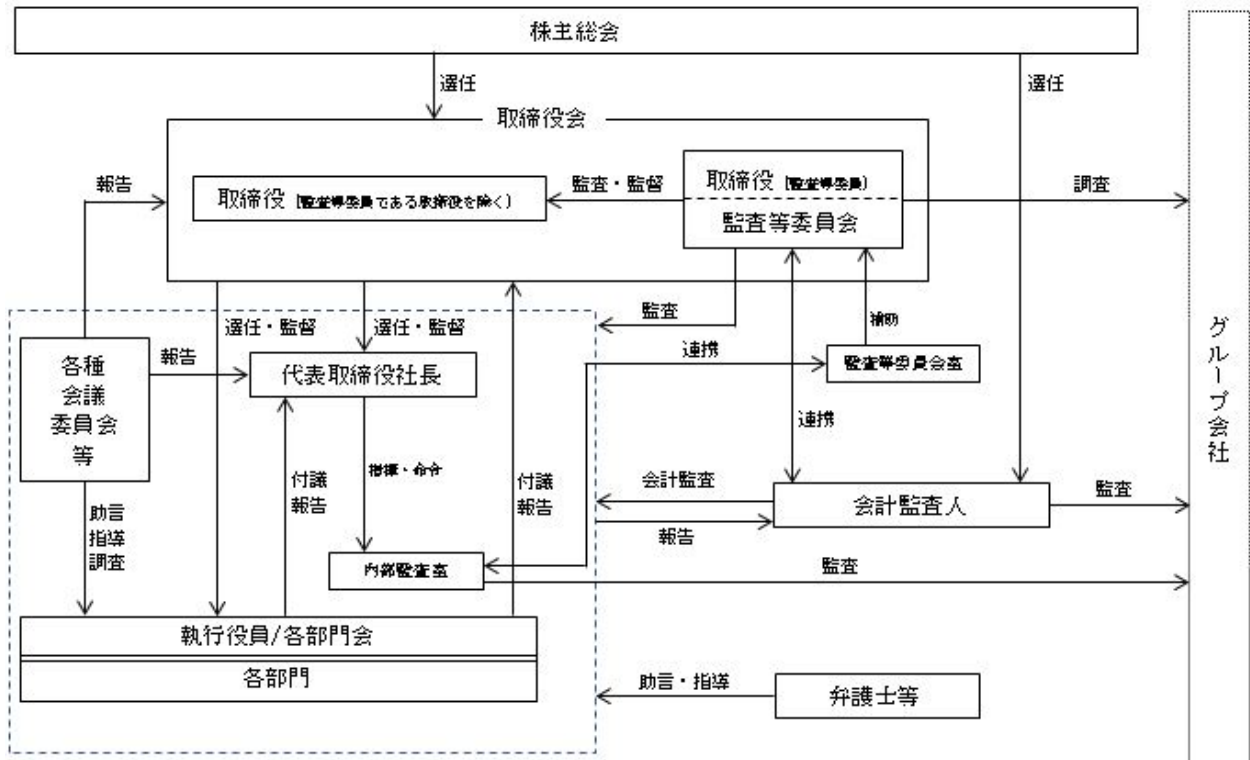 株主総会
選任
選任
取締役会
報告
取締役 [監査等委員である取締役を除く]
監査・監督
取締役 [監査等委員]
監査等委員会
調査
監査
選任・監督
選任・監督
補助
各種
会議
委員会
等
報告
代表取締役社長
連携
監査等委員会室
グループ会社
連携
指揮・命令
付議
報告
付議
報告
会計監査
会計監査人
監査
報告
助言
指導
調査
内部監査室
監査
執行役員/各部門会
各部門
助言・指導
弁護士等